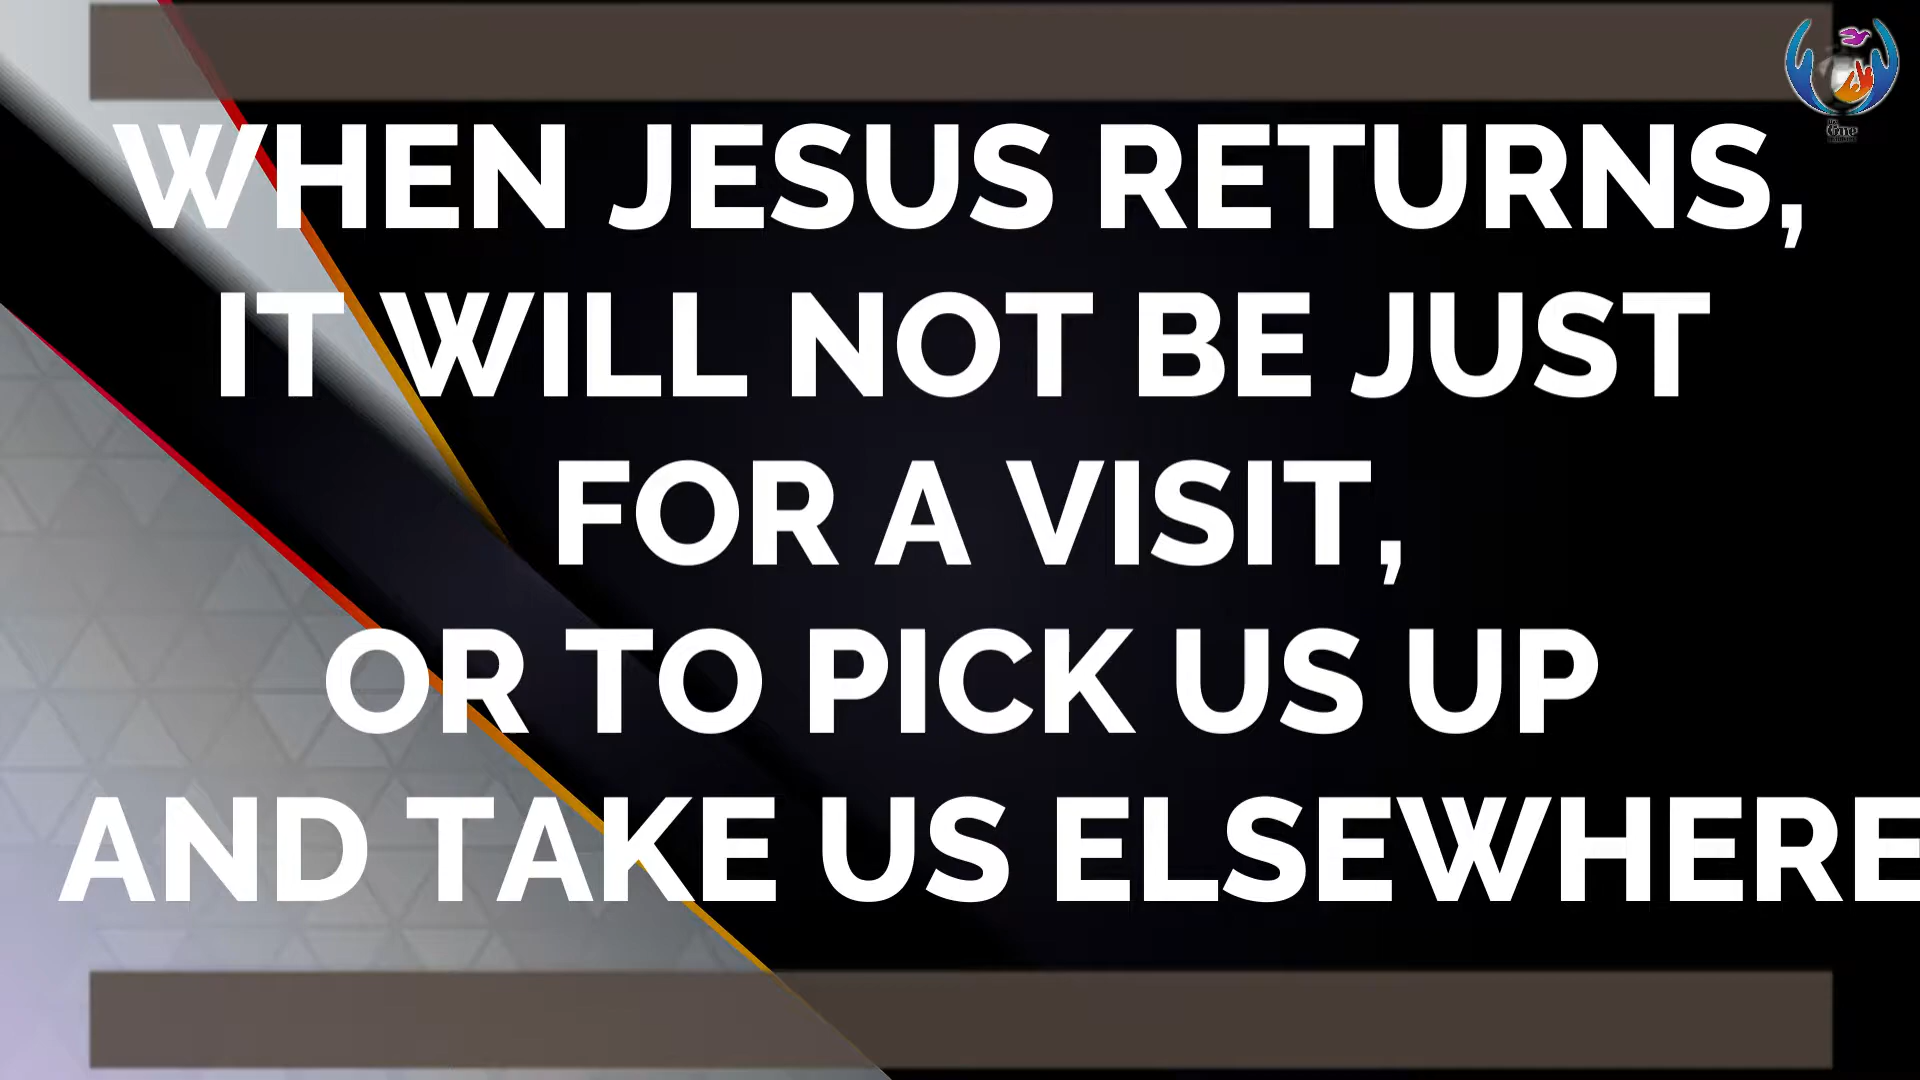 WHEN JESUS RETURNS,
IT WILL NOT BE JUST
FOR A VISIT,
OR TO PICK US UP
AND TAKE US ELSEWHERE
One